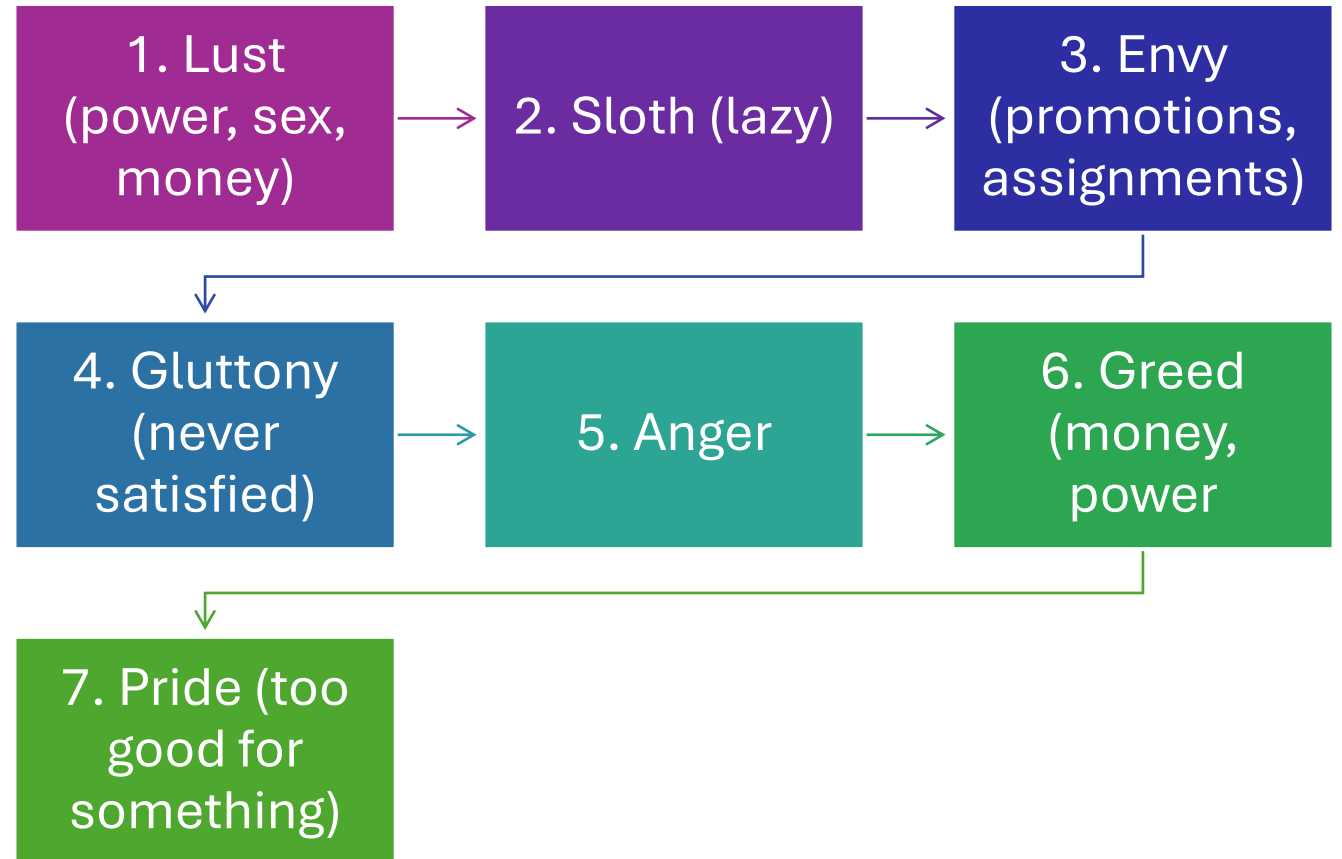 1. Lust
(power, sex,
money)
2. Sloth (lazy)
3. Envy
(promotions,
assignments)
4. Gluttony
(never
satisfied)
5. Anger
6. Greed
(money,
power
7. Pride (too
good for
something)